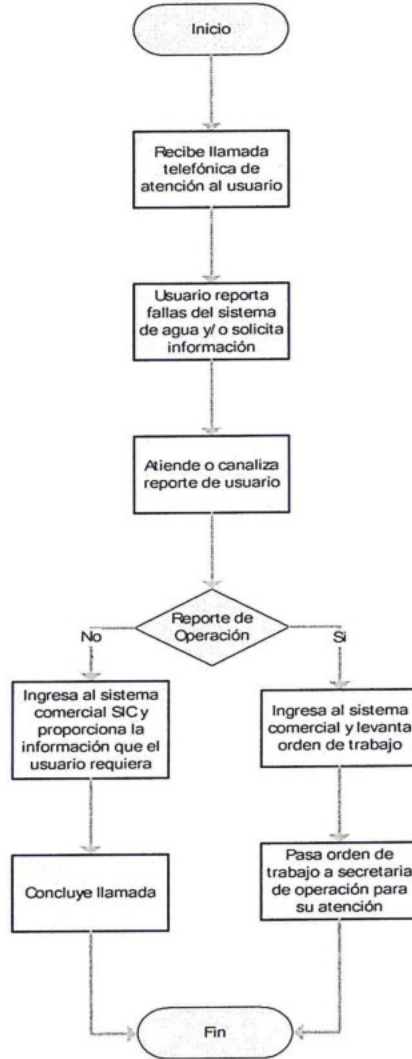 Inicio
Recibe llamada
telefónica de
atención al usuario
Usuario reporta
fallas del sistema
de agua y/o solicita
información
Atiende o canaliza
reporte de usuario
Reporte de
Operación
No
Si
Ingresa al sistema
comercial SIC y
proporciona la
información que el
usuario requiera
Ingresa al sistema
comercial y levanta
orden de trabajo
Concluye llamada
Pasa orden de
trabajo a secretaria
de operación para
su atención
Fin